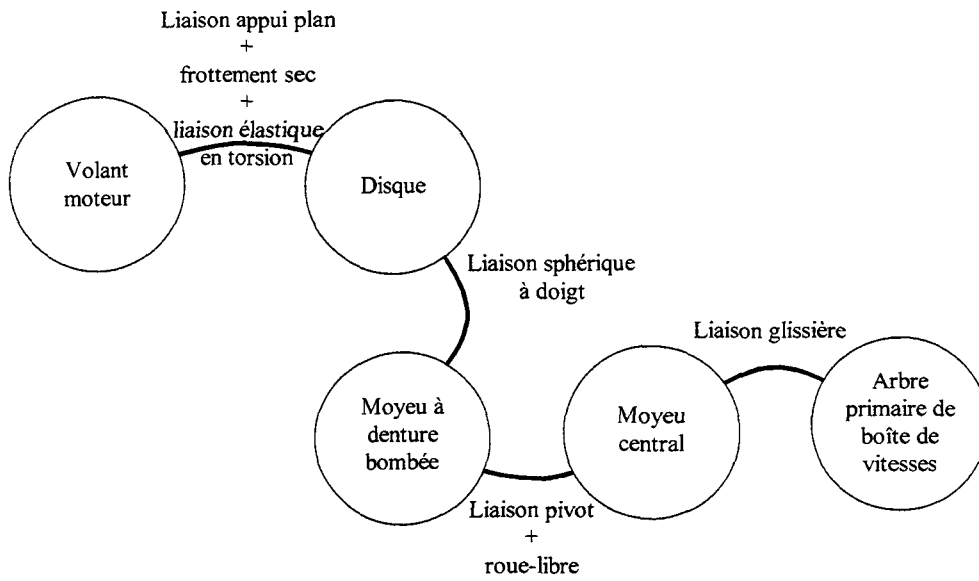 Liaison appui plan
+
frottement sec
+
liaison élastique
en torsion
Volant
moteur
Disque
Liaison sphérique
à doigt
Liaison glissière
Moyeu à
denture
bombée
Moyeu
central
Arbre
primaire de
boîte de
vitesses
Liaison pivot
+
roue-libre